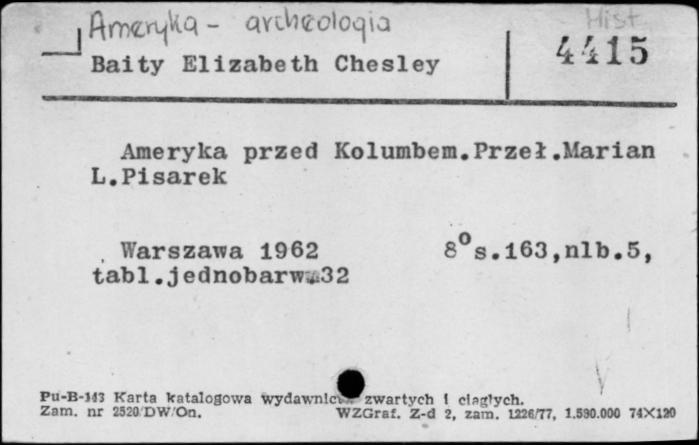 Ameryka - archeologia
Hist
Baity Elizabeth Chesley
4415
Ameryka przed Kolumbem.Przeł.Marian
L.Pisarek
Warszawa 1962 8° s.163,nlb.5,
tabl.jednobarw.32
Pu-B-143 Karta katalogowa wydawnictw zwartych i ciągłych.
Zam. nr 2520/DW/On. WZGraf. Z-d 2, zam. 1226/77, 1.590.000 74×120